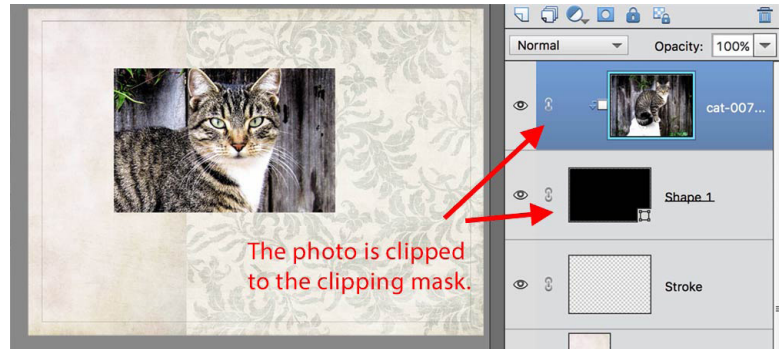 Normal Opacity: 100%
cat-007...
Shape 1
The photo is clipped
to the clipping mask.
Stroke